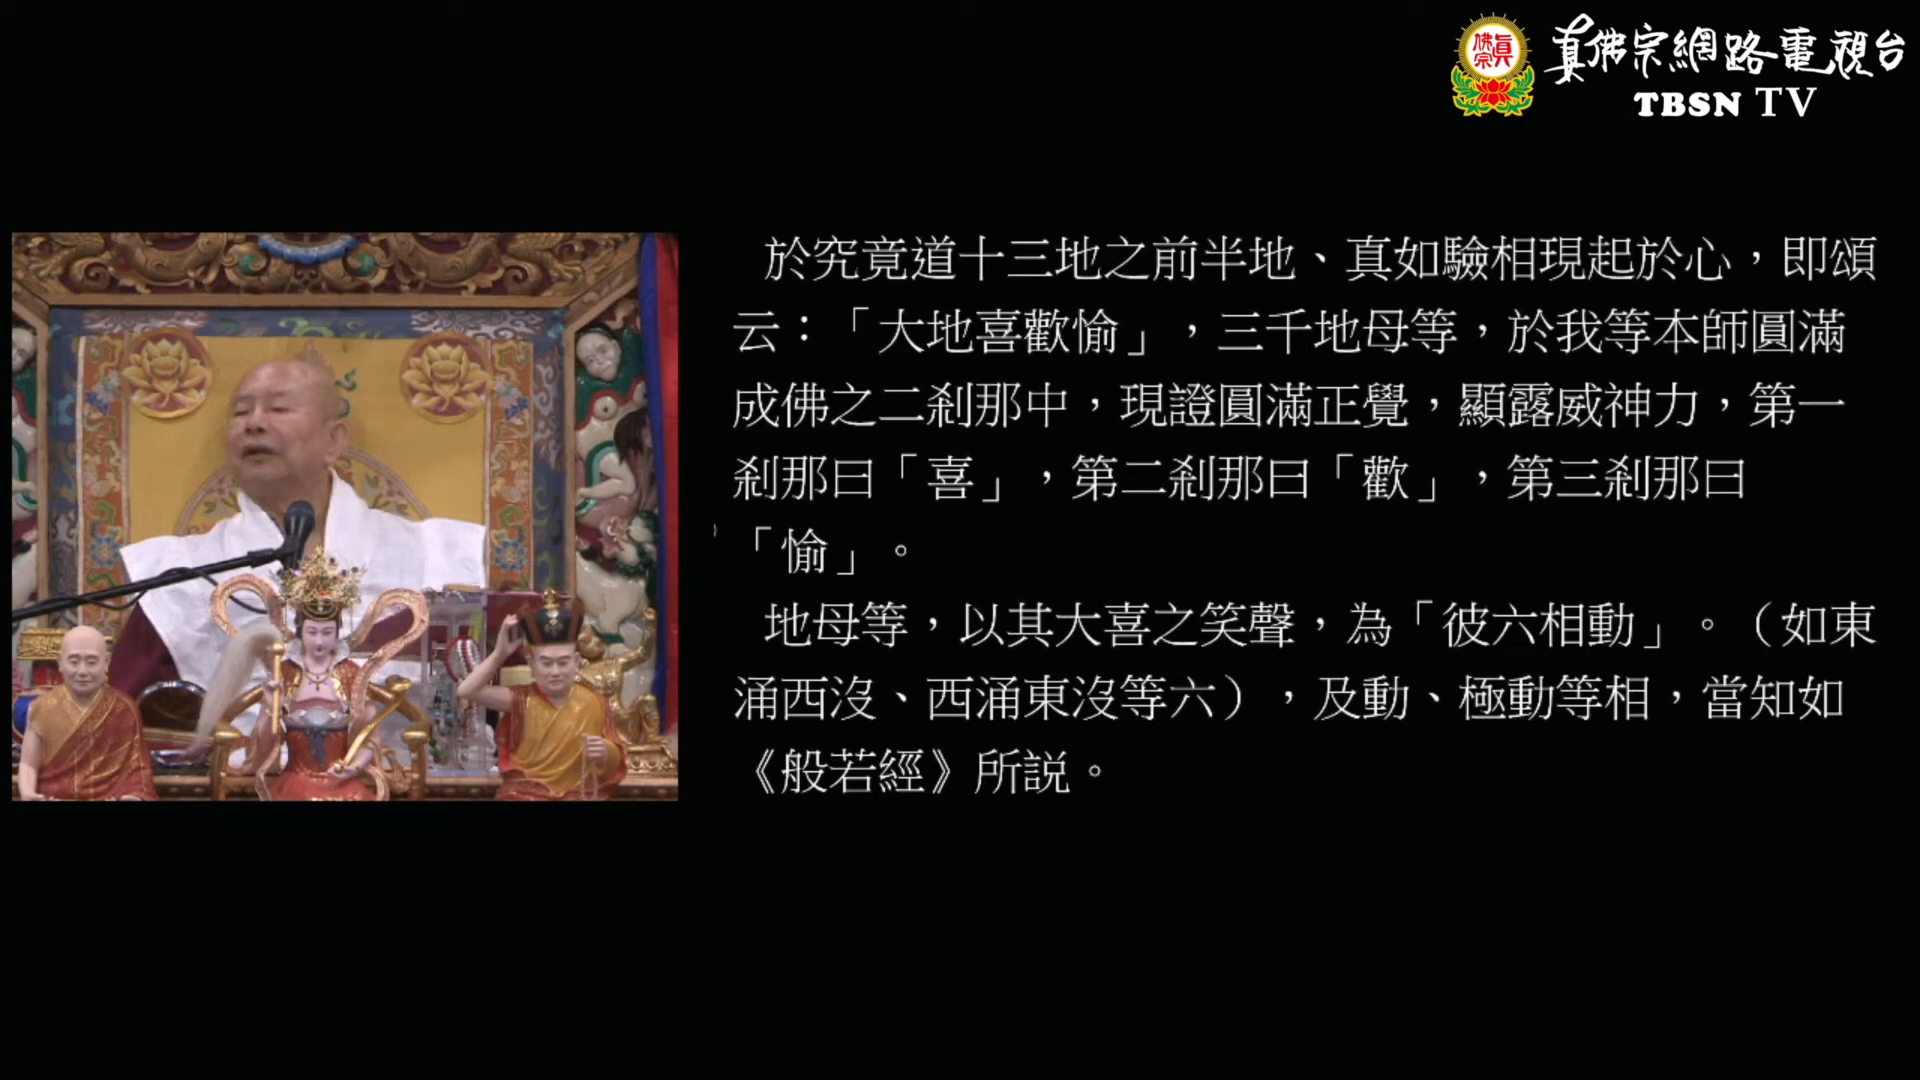 真佛宗
真佛宗網路電視台
TBSN TV
於究竟道十三地之前半地、真如驗相現起於心，即頌
云：「大地喜歡愉」，三千地母等，於我等本師圓滿
成佛之二剎那中，現證圓滿正覺，顯露威神力，第一
剎那曰「喜」，第二剎那曰「歡」，第三剎那曰
「愉」。
地母等，以其大喜之笑聲，為「彼六相動」。（如東
涌西沒、西涌東沒等六），及動、極動等相，當知如
《般若經》所説。